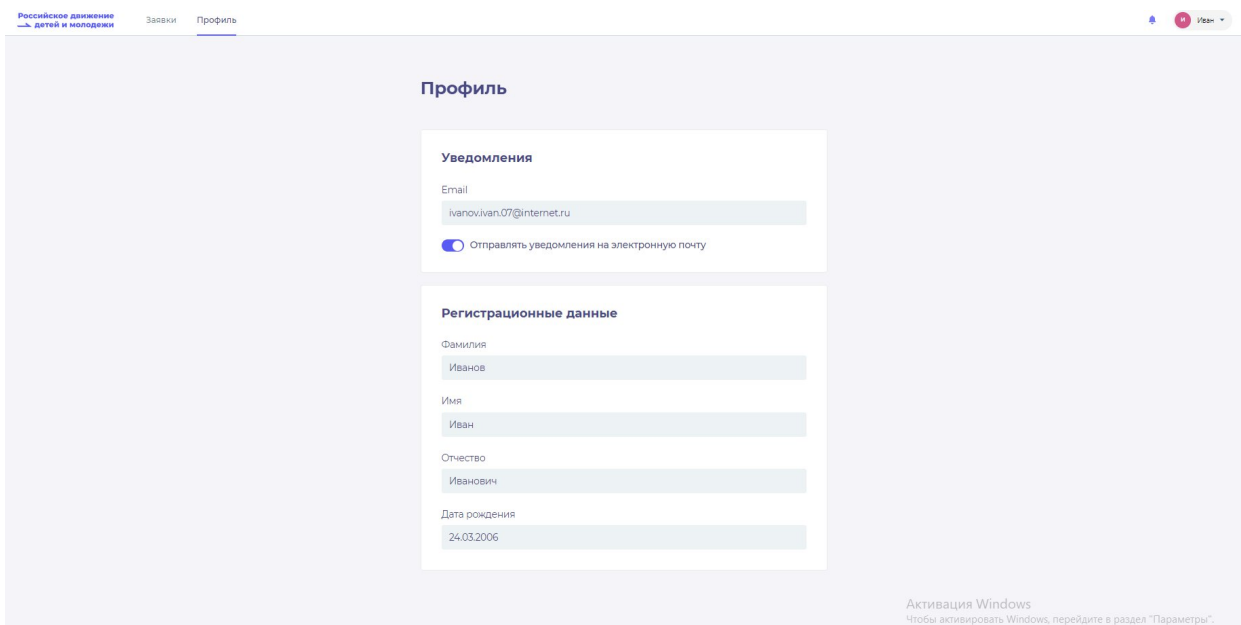 Российское движение
детей и молодежи
Заявки
Профиль
И
Иван
Профиль
Уведомления
Email
ivanov.ivan.07@internet.ru
Отправлять уведомления на электронную почту
Регистрационные данные
Фамилия
Иванов
Имя
Иван
Отчество
Иванович
Дата рождения
24.03.2006
Активация Windows
Чтобы активировать Windows, перейдите в раздел "Параметры".